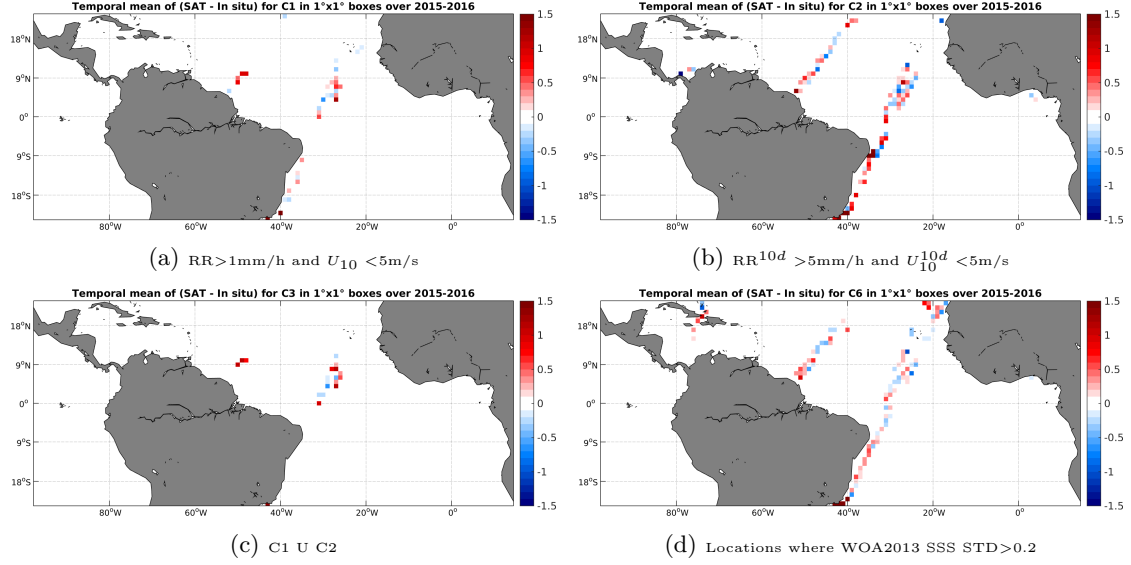 Temporal mean of (SAT - In situ) for C1 in 1°x1° boxes over 2015-2016
18°N
9°N
0°
9°S
18°S
80°W
60°W
40°W
20°W
0°
1.5
1
0.5
0
-0.5
-1
-1.5
(a) RR>1mm/h and U10 <5m/s
Temporal mean of (SAT - In situ) for C2 in 1°x1° boxes over 2015-2016
18°N
9°N
0°
9°S
18°S
80°W
60°W
40°W
20°W
0°
1.5
1
0.5
0
-0.5
-1
-1.5
(b) RR^10d >5mm/h and U10^10d <5m/s
Temporal mean of (SAT - In situ) for C3 in 1°x1° boxes over 2015-2016
18°N
9°N
0°
9°S
18°S
80°W
60°W
40°W
20°W
0°
1.5
1
0.5
0
-0.5
-1
-1.5
(c) C1 U C2
Temporal mean of (SAT - In situ) for C6 in 1°x1° boxes over 2015-2016
18°N
9°N
0°
9°S
18°S
80°W
60°W
40°W
20°W
0°
1.5
1
0.5
0
-0.5
-1
-1.5
(d) Locations where WOA2013 SSS STD>0.2